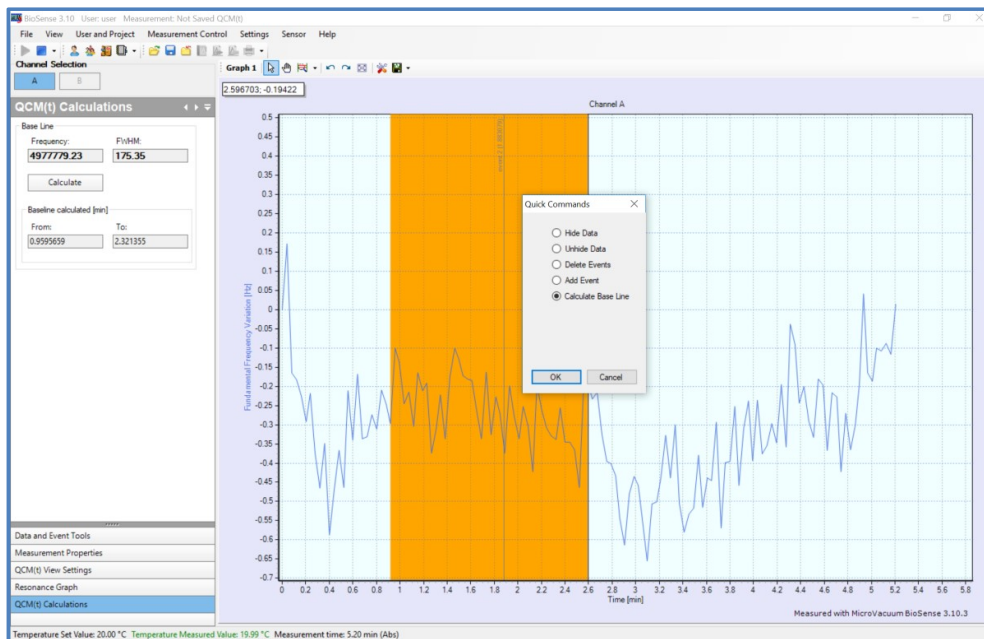 BioSense 3.10 User: user Measurement: Not Saved QCM(t)
File View User and Project Measurement Control Settings Sensor Help
Channel Selection
A B
QCM(t) Calculations
Base Line
Frequency: FWHM:
4977779.23 175.35
Calculate
Baseline calculated [min]
From: To:
0.9595659 2.321355
Data and Event Tools
Measurement Properties
QCM(t) View Settings
Resonance Graph
QCM(t) Calculations
Graph 1
2.596703; -0.19422
Channel A
Fundamental Frequency Variation [Hz]
0.5
0.45
0.4
0.35
0.3
0.25
0.2
0.15
0.1
0.05
0
-0.05
-0.1
-0.15
-0.2
-0.25
-0.3
-0.35
-0.4
-0.45
-0.5
-0.55
-0.6
-0.65
-0.7
Quick Commands
Hide Data
Unhide Data
Delete Events
Add Event
Calculate Base Line
OK Cancel
0 0.2 0.4 0.6 0.8 1 1.2 1.4 1.6 1.8 2 2.2 2.4 2.6 2.8 3 3.2 3.4 3.6 3.8 4 4.2 4.4 4.6 4.8 5 5.2 5.4 5.6 5.8
Time [min]
Measured with MicroVacuum BioSense 3.10.3
Temperature Set Value: 20.00 °C Temperature Measured Value: 19.99 °C Measurement time: 5.20 min (Abs)